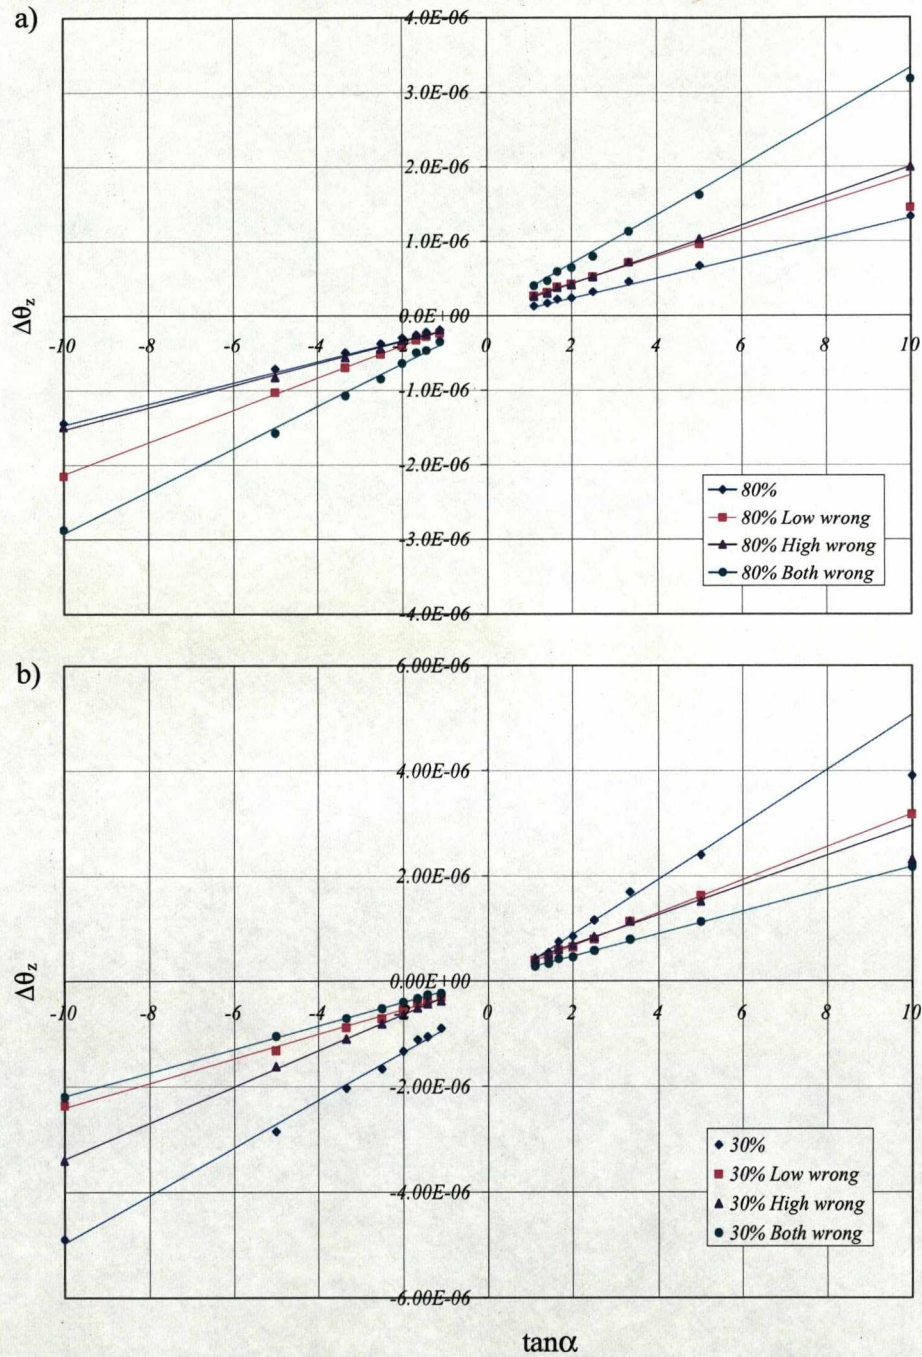 a)
4.0E-06
3.0E-06
2.0E-06
1.0E-06
0.0E+00
-10 -8 -6 -4 -2 0 2 4 6 8 10
-1.0E-06
-2.0E-06
-3.0E-06
-4.0E-06
Δθz
80%
80% Low wrong
80% High wrong
80% Both wrong
b)
6.00E-06
4.00E-06
2.00E-06
0.00E+00
-10 -8 -6 -4 -2 0 2 4 6 8 10
-2.00E-06
-4.00E-06
-6.00E-06
Δθz
30%
30% Low wrong
30% High wrong
30% Both wrong
tanα